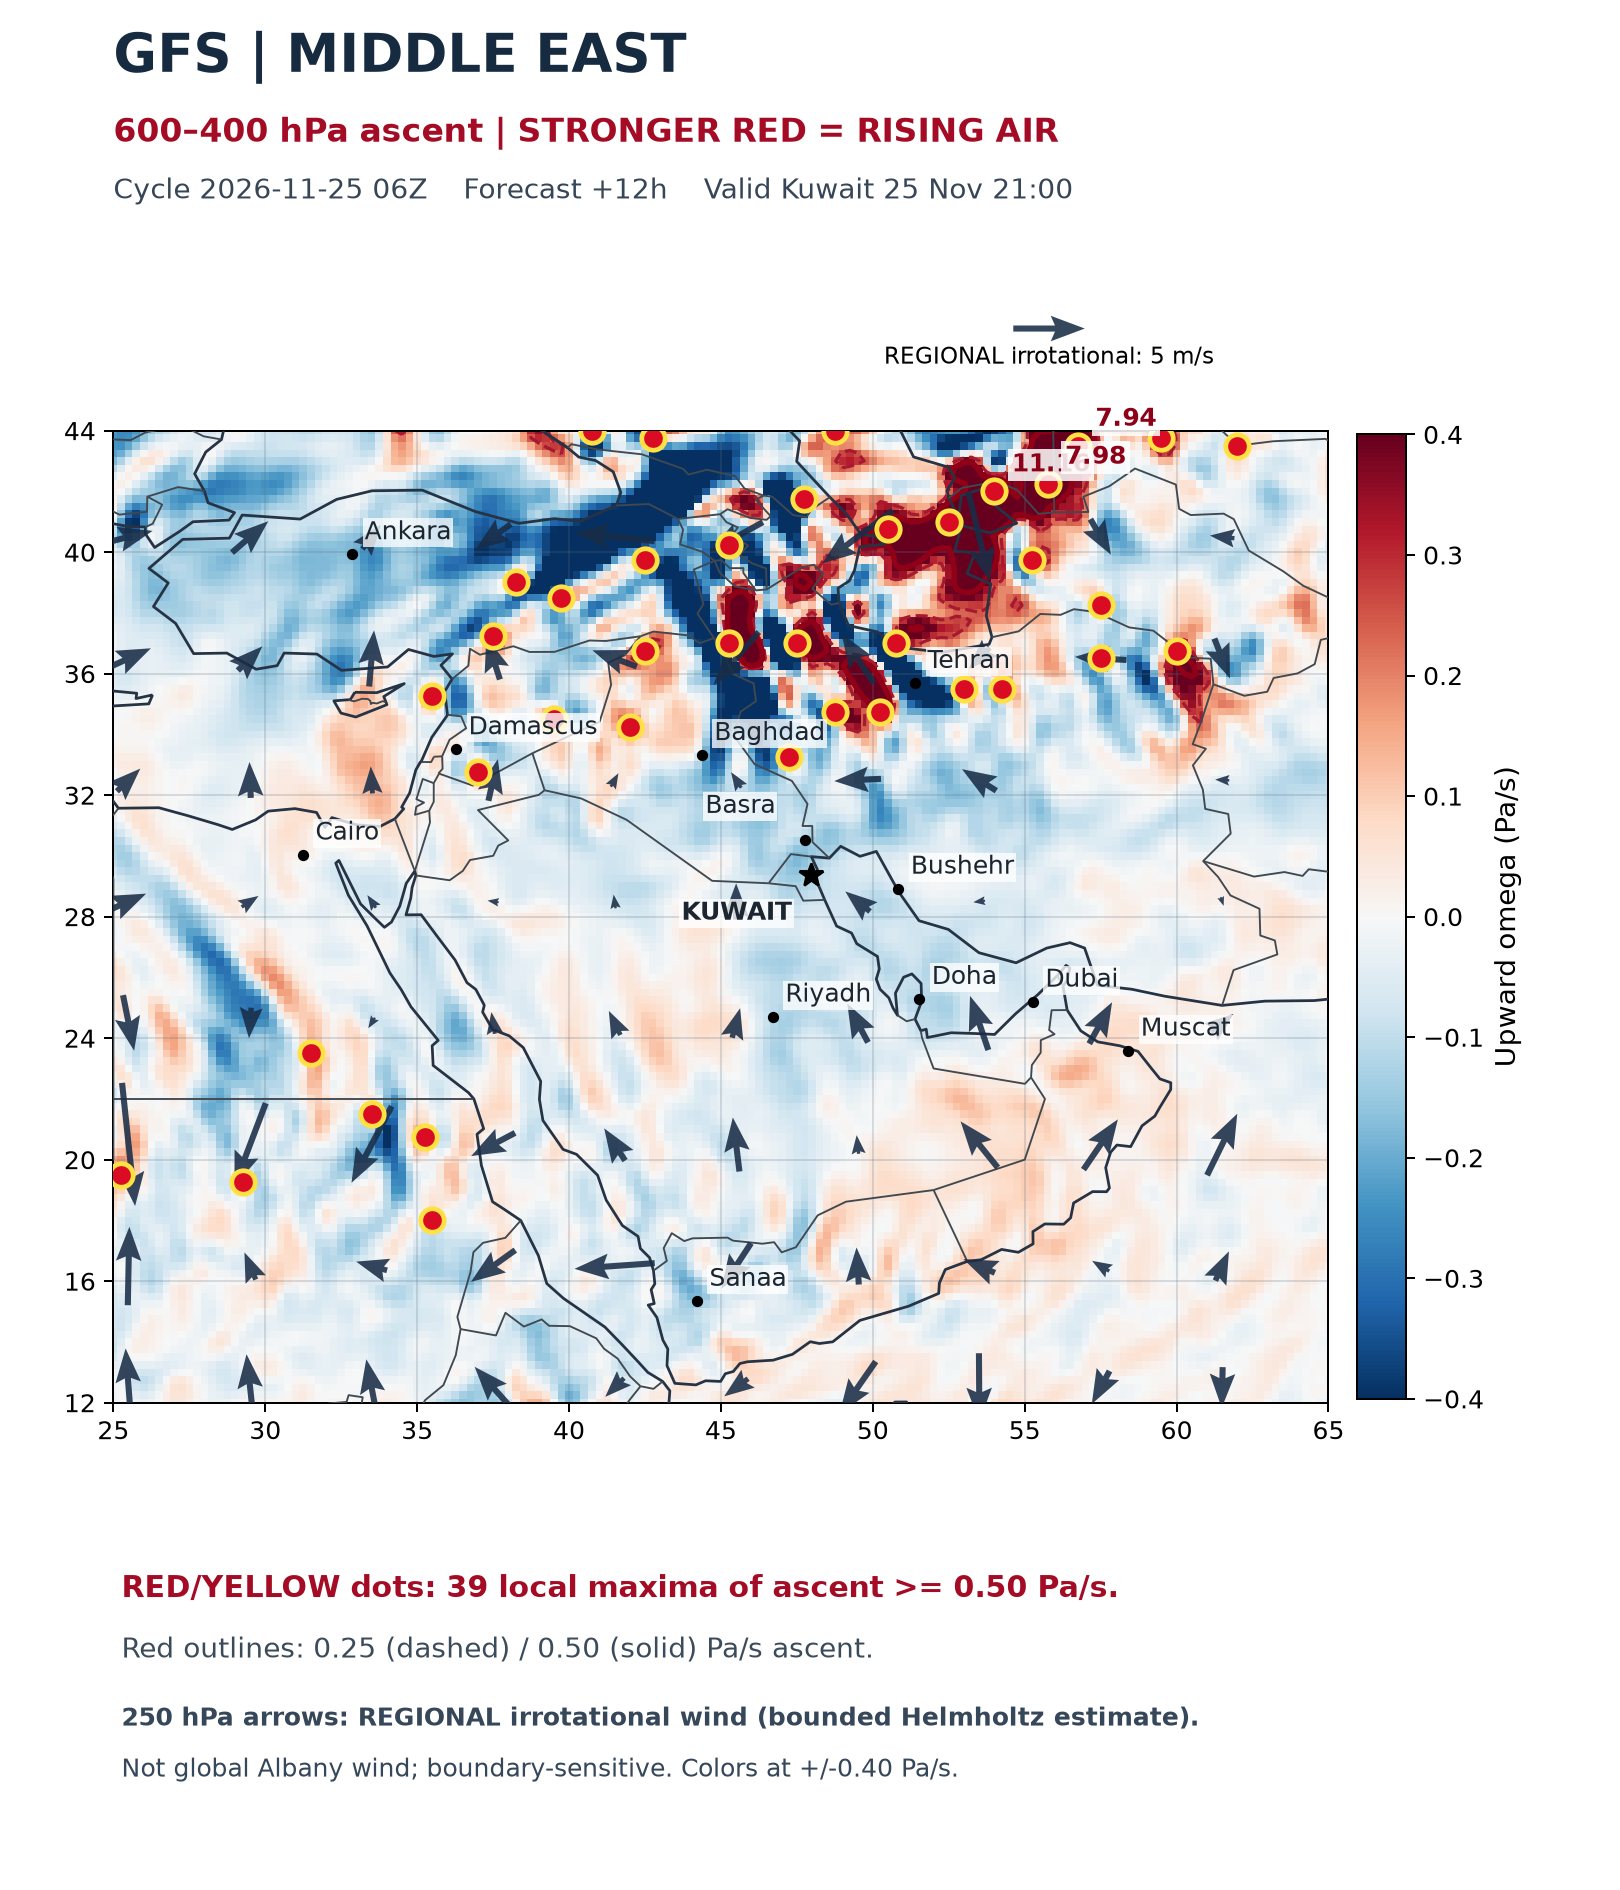 GFS | MIDDLE EAST
600–400 hPa ascent | STRONGER RED = RISING AIR
Cycle 2026-11-25 06Z Forecast +12h Valid Kuwait 25 Nov 21:00
REGIONAL irrotational: 5 m/s
7.94
7.98
44
40
36
32
28
24
20
16
12
25
30
35
40
45
50
55
60
65
Ankara
Tehran
Damascus
Baghdad
Basra
Cairo
Bushehr
KUWAIT
Riyadh
Doha
Dubai
Muscat
Sanaa
0.4
0.3
0.2
0.1
0.0
−0.1
−0.2
−0.3
−0.4
Upward omega (Pa/s)
RED/YELLOW dots: 39 local maxima of ascent >= 0.50 Pa/s.
Red outlines: 0.25 (dashed) / 0.50 (solid) Pa/s ascent.
250 hPa arrows: REGIONAL irrotational wind (bounded Helmholtz estimate).
Not global Albany wind; boundary-sensitive. Colors at +/-0.40 Pa/s.